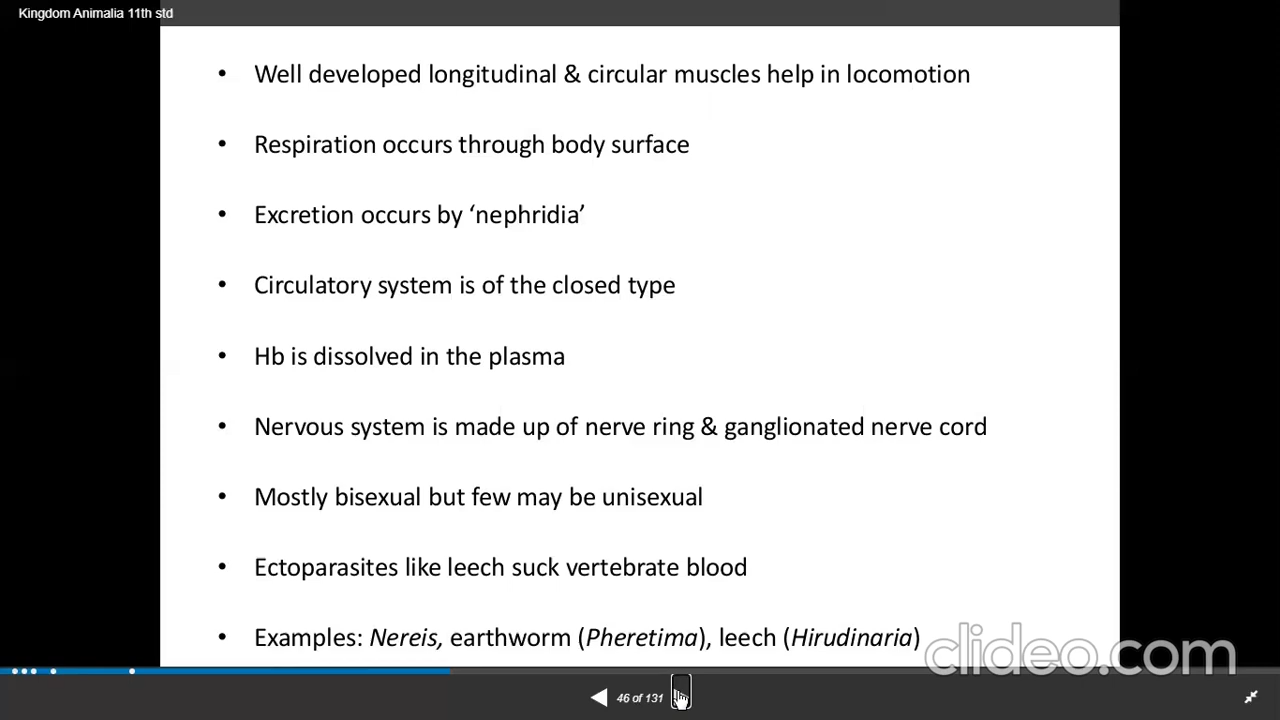 Kingdom Animalia 11th std
• Well developed longitudinal & circular muscles help in locomotion
• Respiration occurs through body surface
• Excretion occurs by ‘nephridia’
• Circulatory system is of the closed type
• Hb is dissolved in the plasma
• Nervous system is made up of nerve ring & ganglionated nerve cord
• Mostly bisexual but few may be unisexual
• Ectoparasites like leech suck vertebrate blood
• Examples: Nereis, earthworm (Pheretima), leech (Hirudinaria)
clideo.com
46 of 131